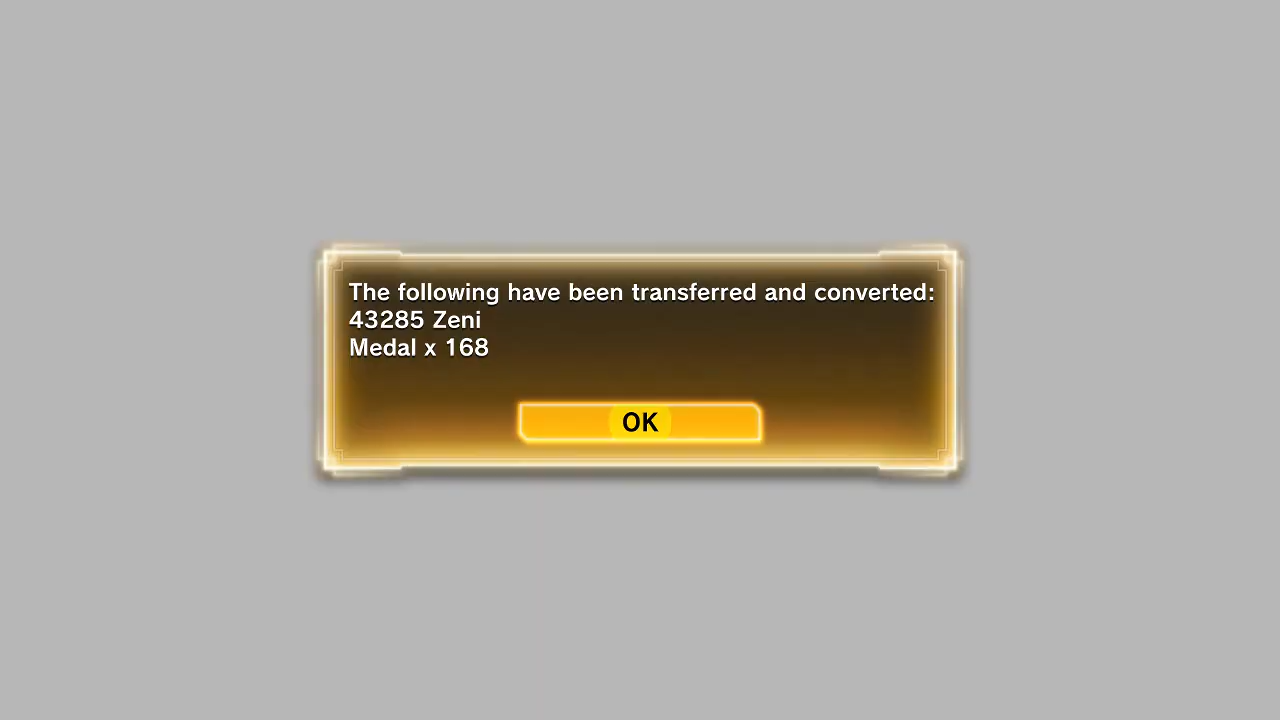 The following have been transferred and converted:
43285 Zeni
Medal x 168
OK